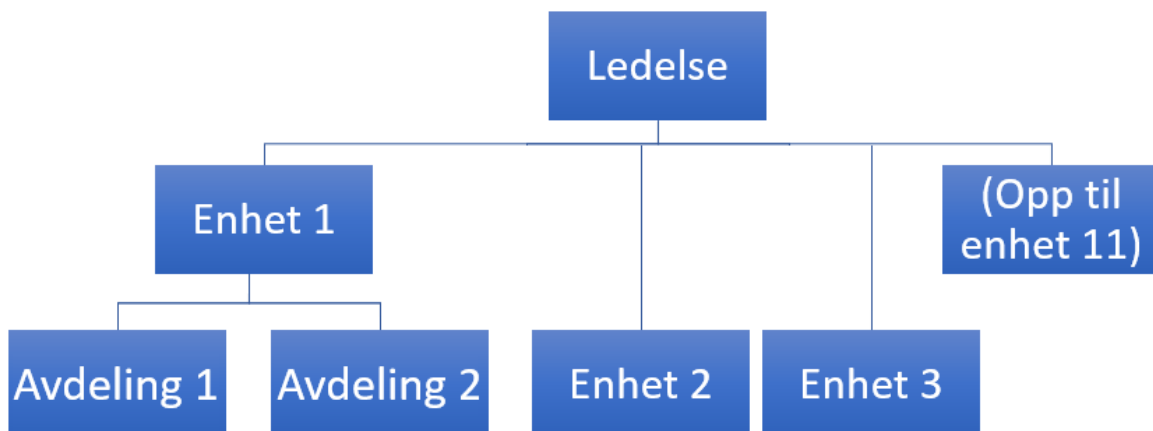 Ledelse
Enhet 1
(Opp til
enhet 11)
Avdeling 1
Avdeling 2
Enhet 2
Enhet 3